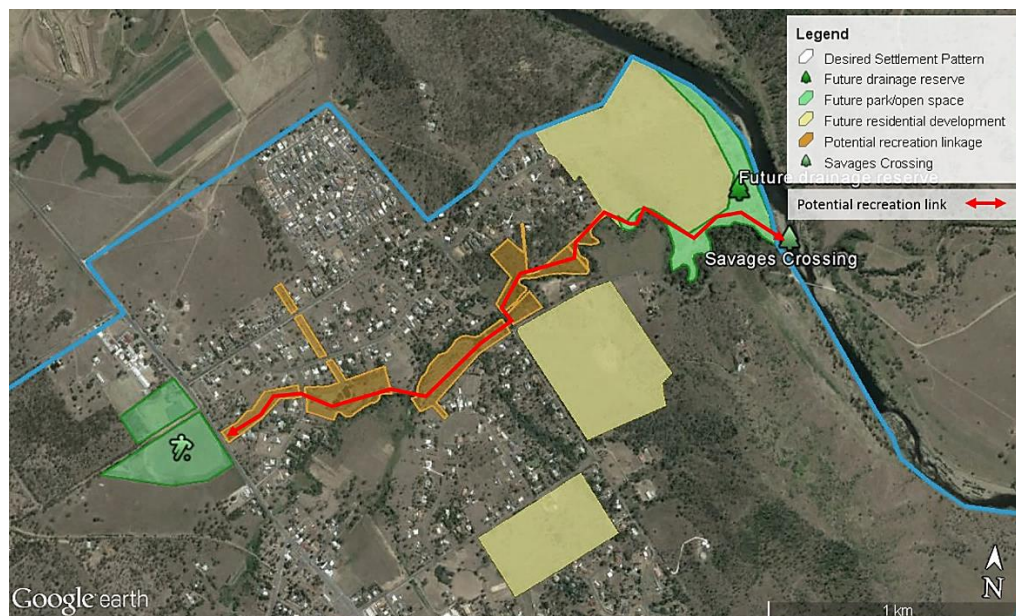 Legend
Desired Settlement Pattern
Future drainage reserve
Future park/open space
Future residential development
Potential recreation linkage
Savages Crossing
Potential recreation link
Future drainage reserve
Savages Crossing
Google earth
1 km
N